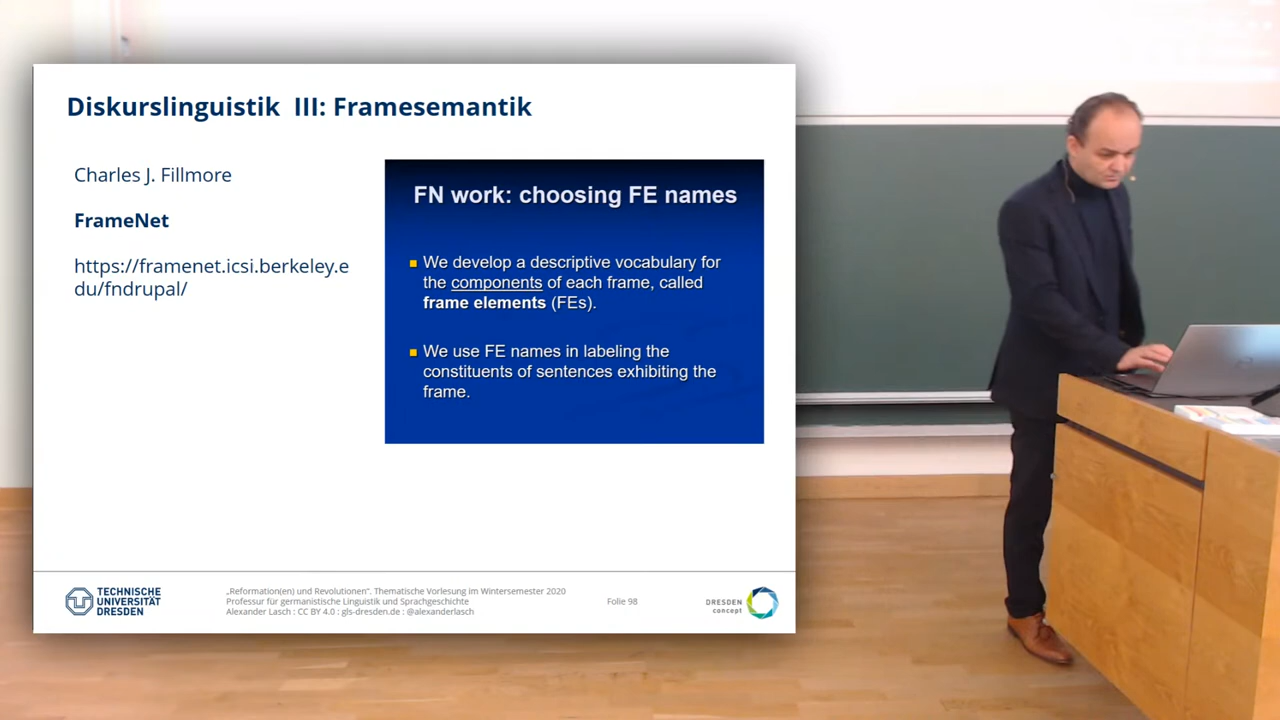 Diskurslinguistik III: Framesemantik
Charles J. Fillmore
FrameNet
https://framenet.icsi.berkeley.e
du/fndrupal/
FN work: choosing FE names
We develop a descriptive vocabulary for
the components of each frame, called
frame elements (FEs).
We use FE names in labeling the
constituents of sentences exhibiting the
frame.
TECHNISCHE
UNIVERSITÄT
DRESDEN
„Reformation(en) und Revolutionen“. Thematische Vorlesung im Wintersemester 2020
Professur für germanistische Linguistik und Sprachgeschichte
Alexander Lasch : CC BY 4.0 : gls-dresden.de : @alexanderlasch
Folie 98
DRESDEN
concept